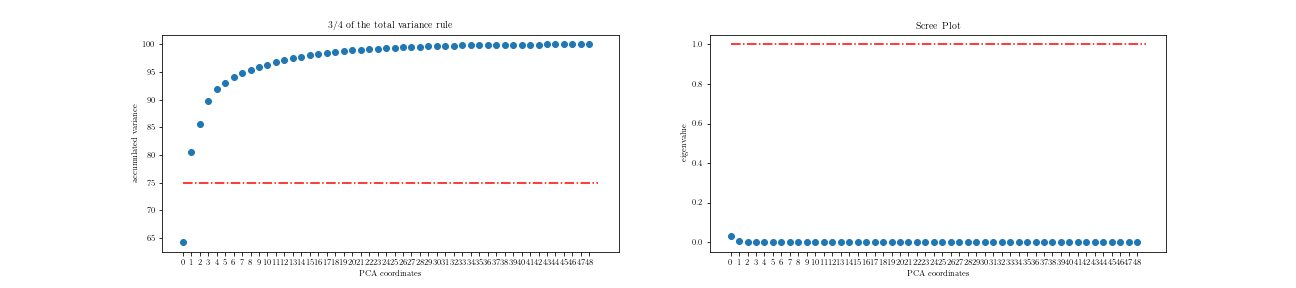 3/4 of the total variance rule
100
95
90
85
80
75
70
65
accumulated variance
0 1 2 3 4 5 6 7 8 9 10 11 12 13 14 15 16 17 18 19 20 21 22 23 24 25 26 27 28 29 30 31 32 33 34 35 36 37 38 39 40 41 42 43 44 45 46 47 48
PCA coordinates
Scree Plot
1.0
0.8
0.6
0.4
0.2
0.0
eigenvalue
0 1 2 3 4 5 6 7 8 9 10 11 12 13 14 15 16 17 18 19 20 21 22 23 24 25 26 27 28 29 30 31 32 33 34 35 36 37 38 39 40 41 42 43 44 45 46 47 48
PCA coordinates